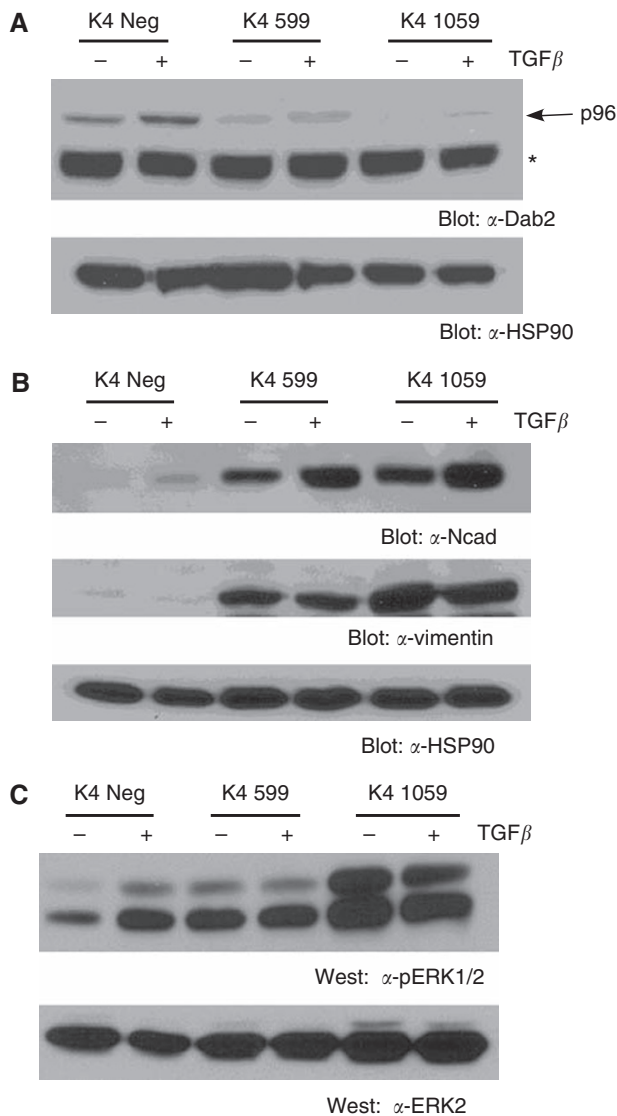 A
K4 Neg K4 599 K4 1059
– + – + – + TGFβ
p96
*
Blot: α-Dab2
Blot: α-HSP90
B
K4 Neg K4 599 K4 1059
– + – + – + TGFβ
Blot: α-Ncad
Blot: α-vimentin
Blot: α-HSP90
C
K4 Neg K4 599 K4 1059
– + – + – + TGFβ
West: α-pERK1/2
West: α-ERK2